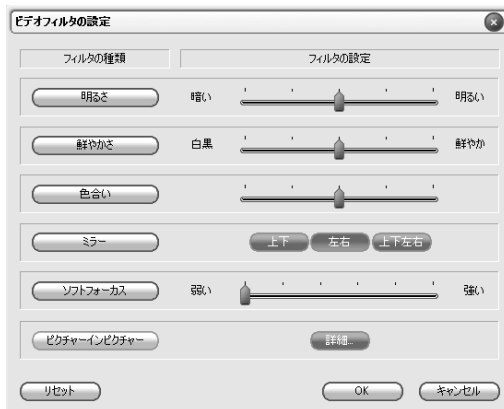 ビデオフィルタの設定
フィルタの種類 フィルタの設定
明るさ 暗い 明るい
鮮やかさ 白黒 鮮やか
色合い
ミラー 上下 左右 上下左右
ソフトフォーカス 弱い 強い
ピクチャーインピクチャー 詳細...
リセット OK キャンセル